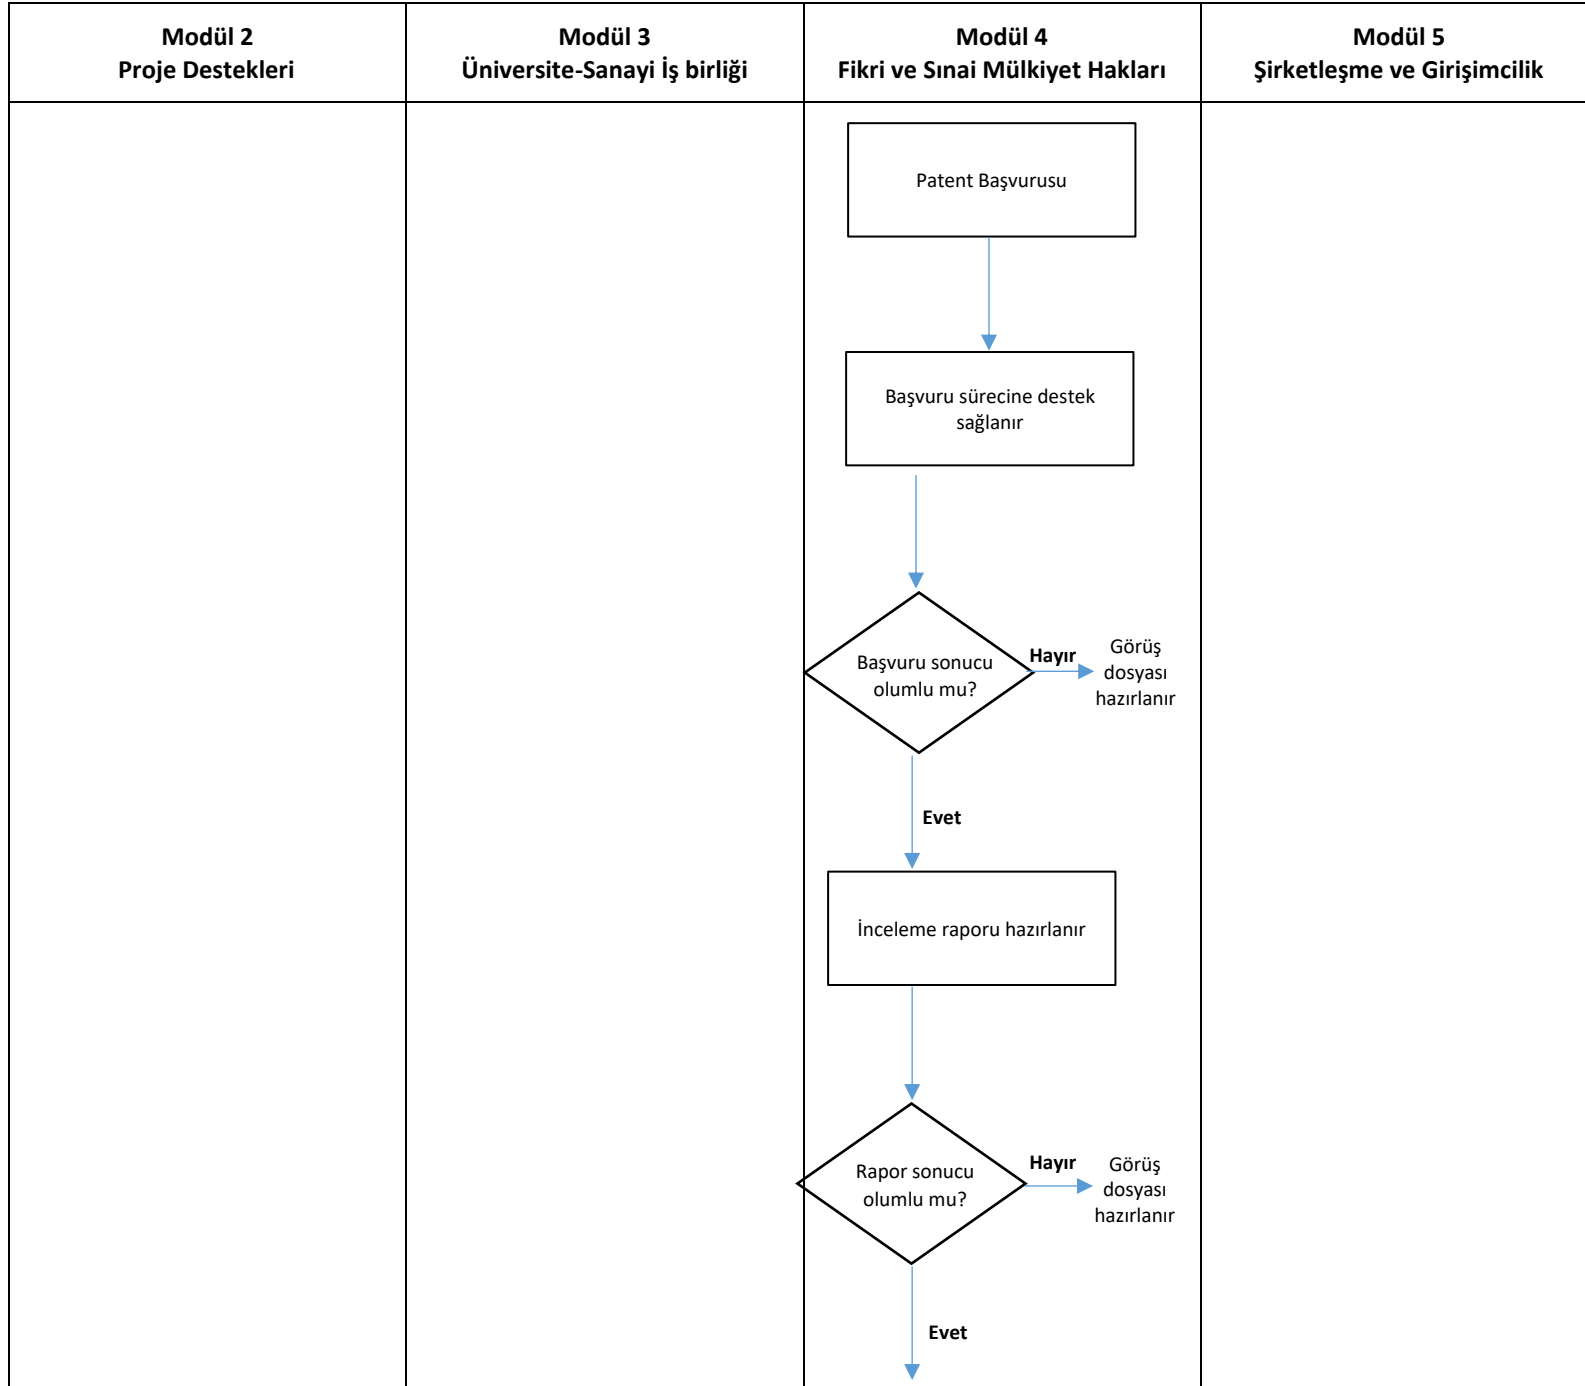 Modül 2
Proje Destekleri
Modül 3
Üniversite-Sanayi İş birliği
Modül 4
Fikri ve Sınai Mülkiyet Hakları
Modül 5
Şirketleşme ve Girişimcilik
Patent Başvurusu
Başvuru sürecine destek
sağlanır
Başvuru sonucu
olumlu mu?
Hayır
Görüş
dosyası
hazırlanır
Evet
İnceleme raporu hazırlanır
Rapor sonucu
olumlu mu?
Hayır
Görüş
dosyası
hazırlanır
Evet